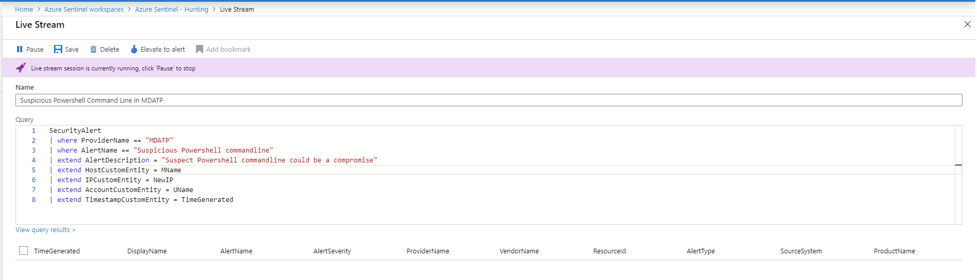 Home > Azure Sentinel workspaces > Azure Sentinel - Hunting > Live Stream
Live Stream
Pause Save Delete Elevate to alert Add bookmark
Live stream session is currently running, click 'Pause' to stop
Name
Suspicious Powershell Command Line in MDATP
Query
1 SecurityAlert
2 | where ProviderName == "MDATP"
3 | where AlertName == "Suspicious Powershell commandline"
4 | extend AlertDescription = "Suspect Powershell commandline could be a compromise"
5 | extend HostCustomEntity = MName
6 | extend IPCustomEntity = NewIP
7 | extend AccountCustomEntity = UName
8 | extend TimestampCustomEntity = TimeGenerated
View query results >
TimeGenerated DisplayName AlertName AlertSeverity ProviderName VendorName ResourceId AlertType SourceSystem ProductName